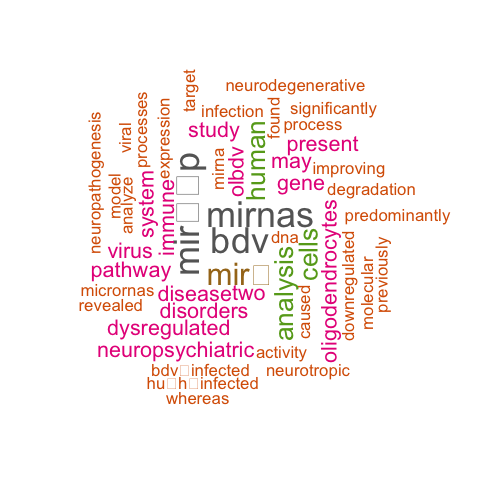 neurodegenerative
target
infection
significantly
found
process
study
human
present
neuropathogenesis
viral
processes
expression
mir□□p
mirna
olbdv
may
improving
gene
degradation
model
analyze
system
immune
mirnas
predominantly
bdv
dna
virus
pathway
mir□
analysis
cells
oligodendrocytes
downregulated
molecular
previously
micrornas
revealed
disease
two
caused
disorders
dysregulated
neuropsychiatric
activity
bdv□infected
neurotropic
hu□h□infected
whereas